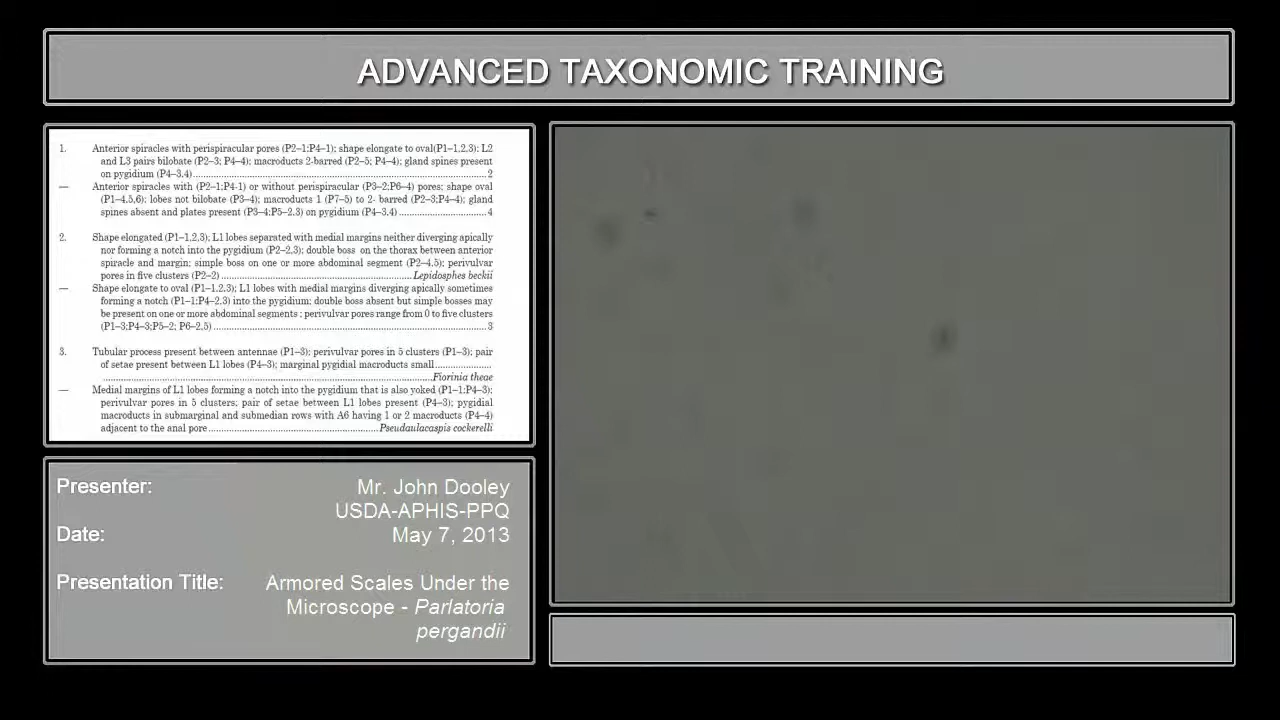 ADVANCED TAXONOMIC TRAINING
1. Anterior spiracles with perispiracular pores (P2–1;P4–1); shape elongate to oval(P1–1,2,3); L2
and L3 pairs bilobate (P2–3; P4–4); macroducts 2-barred (P2–5; P4–4); gland spines present
on pygidium (P4–3.4)...............2
— Anterior spiracles with (P2–1;P4-1) or without perispiracular (P3–2;P6–4) pores; shape oval
(P1–4.5,6); lobes not bilobate (P3–4); macroducts 1 (P7–5) to 2- barred (P2–3;P4–4); gland
spines absent and plates present (P3–4;P5–2.3) on pygidium (P4–3.4)...............4
2. Shape elongated (P1–1,2,3); L1 lobes separated with medial margins neither diverging apically
nor forming a notch into the pygidium (P2–2,3); double boss on the thorax between anterior
spiracle and margin; simple boss on one or more abdominal segment (P2–4,5); perivulvar
pores in five clusters (P2–2)...............Lepidosphes beckii
— Shape elongate to oval (P1–1,2,3); L1 lobes with medial margins diverging apically sometimes
forming a notch (P1–1;P4–2.3) into the pygidium; double boss absent but simple bosses may
be present on one or more abdominal segments ; perivulvar pores range from 0 to five clusters
(P1–3;P4–3;P5–2; P6–2.5)...............3
3. Tubular process present between antennae (P1–3); perivulvar pores in 5 clusters (P1–3); pair
of setae present between L1 lobes (P4–3); marginal pygidial macroducts small...............
...............Fiorinia theae
— Medial margins of L1 lobes forming a notch into the pygidium that is also yoked (P1–1;P4–3);
perivulvar pores in 5 clusters; pair of setae between L1 lobes present (P4–3); pygidial
macroducts in submarginal and submedian rows with A6 having 1 or 2 macroducts (P4–4)
adjacent to the anal pore...............Pseudaulacaspis cockerelli
Presenter: Mr. John Dooley
USDA-APHIS-PPQ
Date: May 7, 2013
Presentation Title: Armored Scales Under the
Microscope - Parlatoria
pergandii